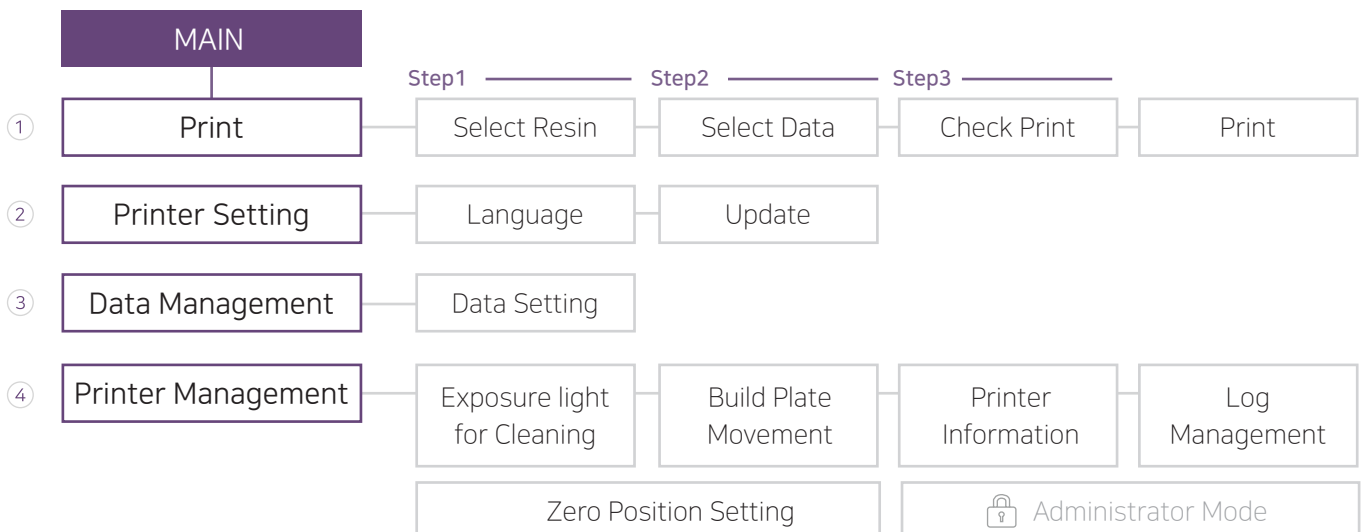 MAIN
Step1 Step2 Step3
1 Print Select Resin Select Data Check Print Print
2 Printer Setting Language Update
3 Data Management Data Setting
4 Printer Management Exposure light Build Plate Printer Log
for Cleaning Movement Information Management
Zero Position Setting Administrator Mode